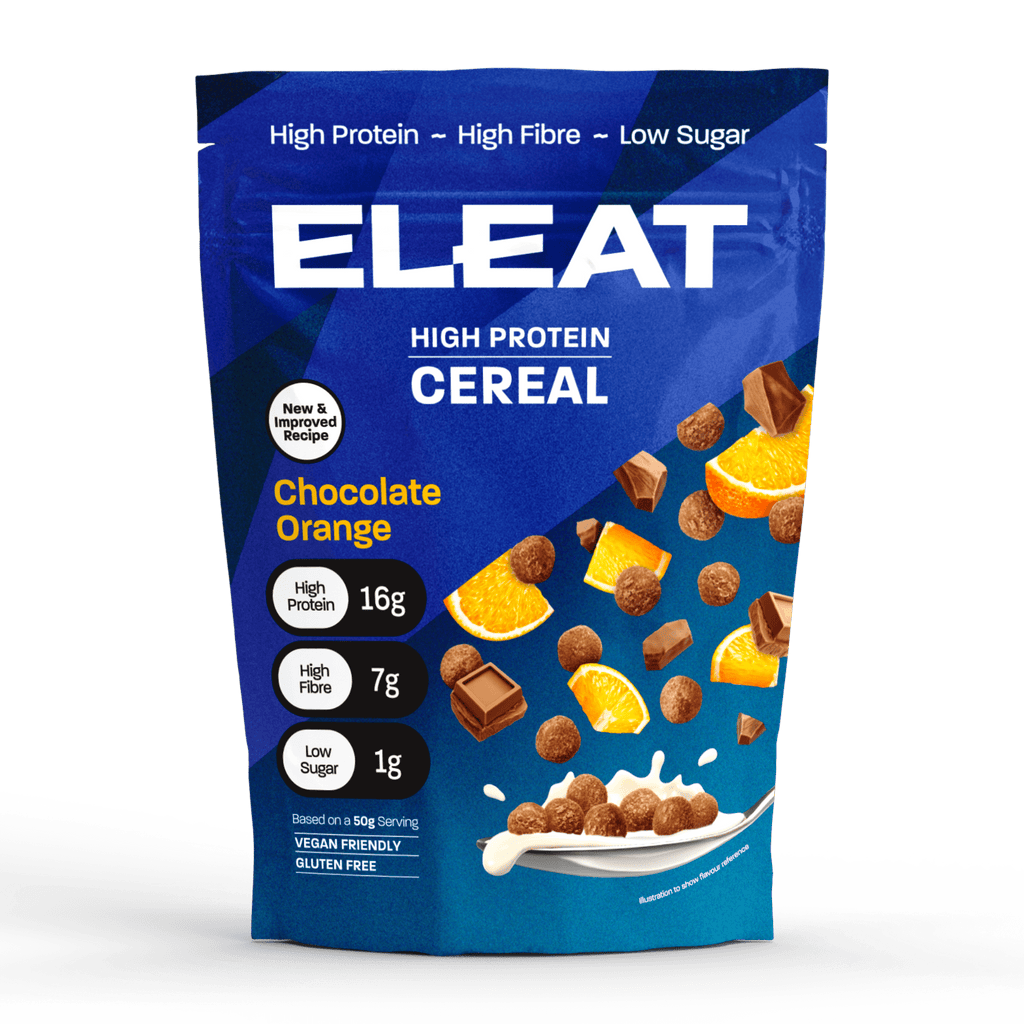 High Protein ~ High Fibre ~ Low Sugar
ELEAT
HIGH PROTEIN
CEREAL
New &
Improved
Recipe
Chocolate
Orange
High
Protein
16g
High
Fibre
7g
Low
Sugar
1g
Based on a 50g Serving
VEGAN FRIENDLY
GLUTEN FREE
Illustration to show flavour reference